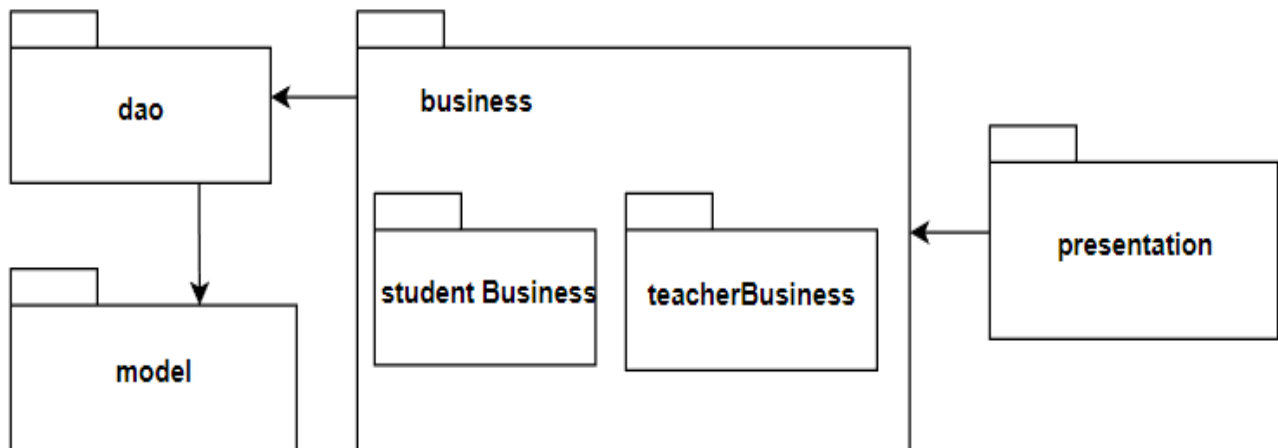 dao
business
student Business
teacherBusiness
presentation
model